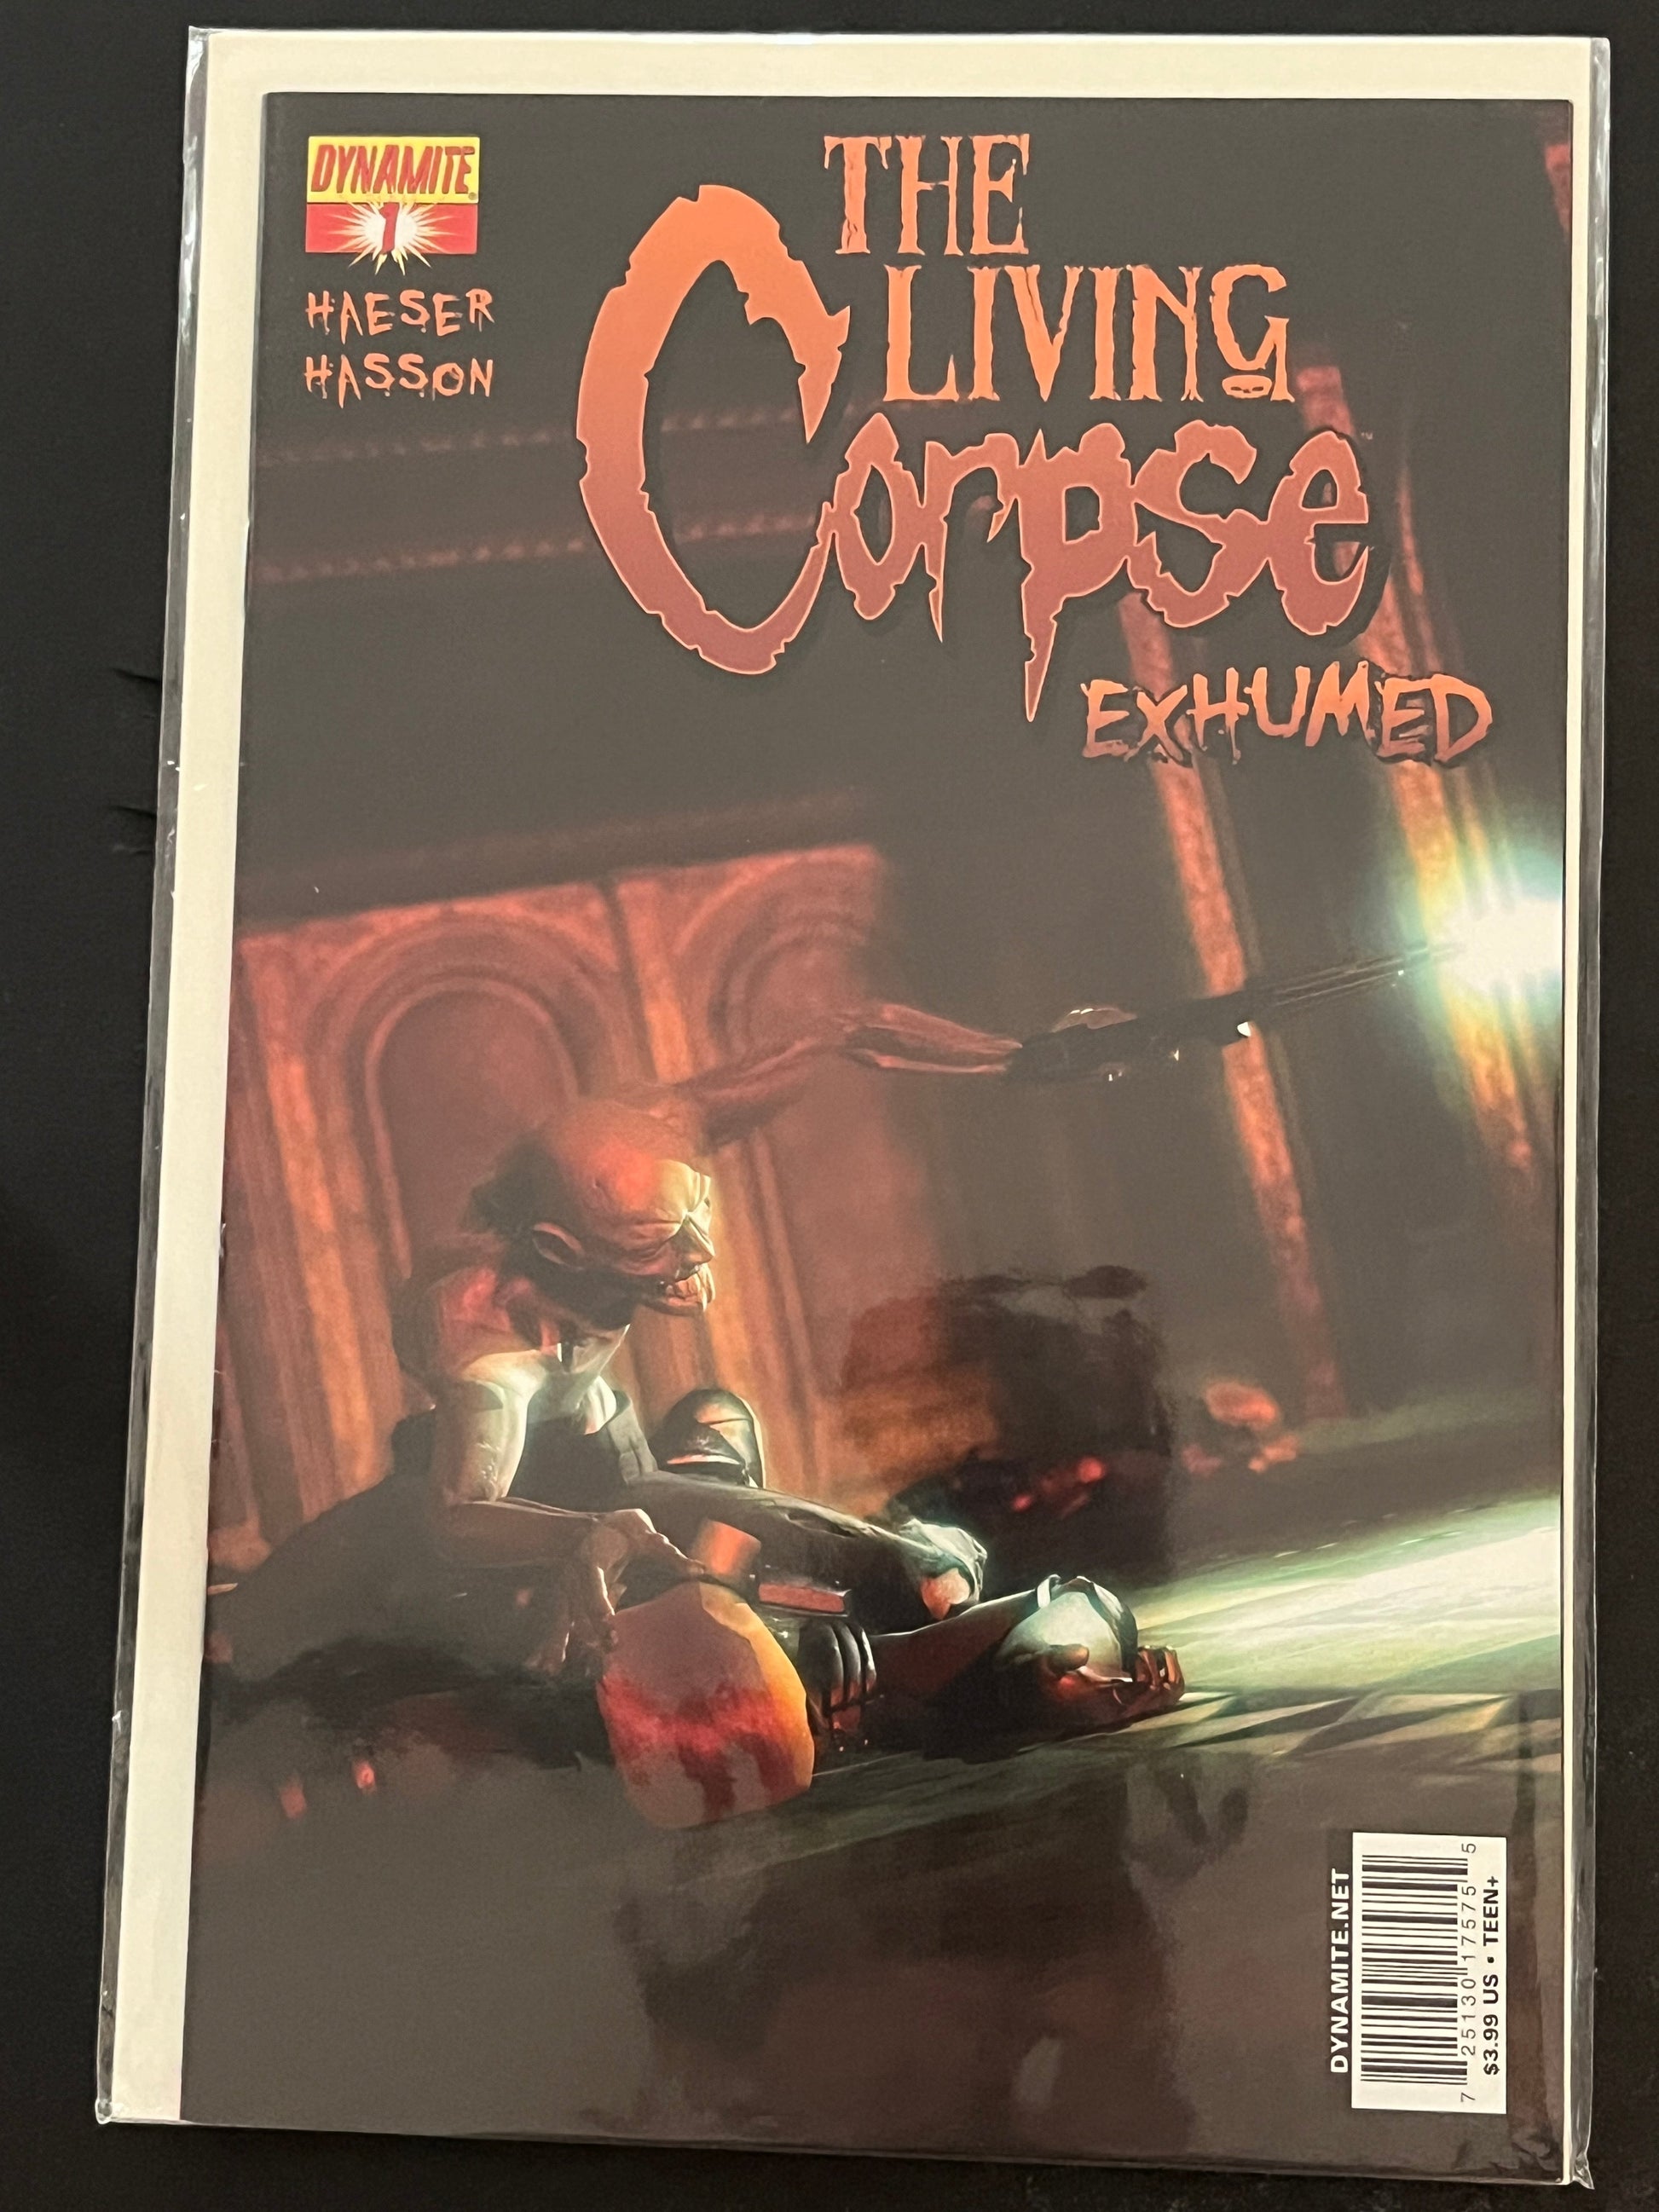 DYNAMITE
1
HAESER
HASSON
THE
LIVING
Corpse
EXHUMED
DYNAMITE.NET
7 25130 17575 5
$3.99 US • TEEN+